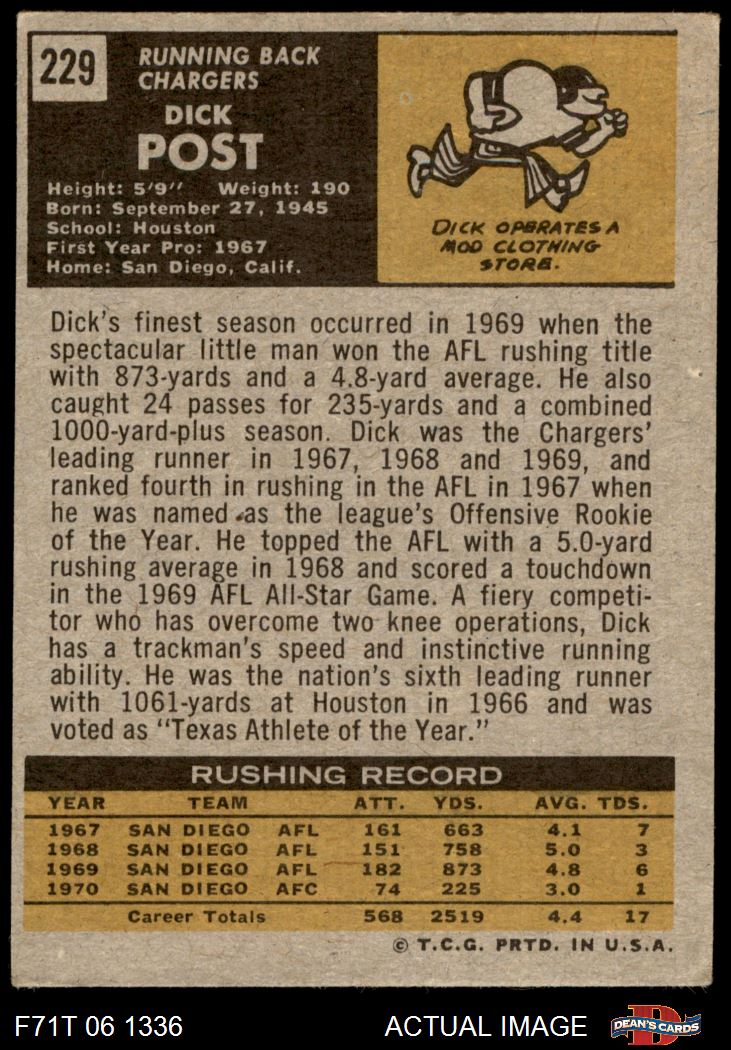 229
RUNNING BACK
CHARGERS
DICK
POST
Height: 5'9'' Weight: 190
Born: September 27, 1945
School: Houston
First Year Pro: 1967
Home: San Diego, Calif.
DICK OPERATES A
MOD CLOTHING
STORE.
Dick's finest season occurred in 1969 when the
spectacular little man won the AFL rushing title
with 873-yards and a 4.8-yard average. He also
caught 24 passes for 235-yards and a combined
1000-yard-plus season. Dick was the Chargers'
leading runner in 1967, 1968 and 1969, and
ranked fourth in rushing in the AFL in 1967 when
he was named as the league's Offensive Rookie
of the Year. He topped the AFL with a 5.0-yard
rushing average in 1968 and scored a touchdown
in the 1969 AFL All-Star Game. A fiery competi-
tor who has overcome two knee operations, Dick
has a trackman's speed and instinctive running
ability. He was the nation's sixth leading runner
with 1061-yards at Houston in 1966 and was
voted as "Texas Athlete of the Year."
RUSHING RECORD
YEAR TEAM ATT. YDS. AVG. TDS.
1967 SAN DIEGO AFL 161 663 4.1 7
1968 SAN DIEGO AFL 151 758 5.0 3
1969 SAN DIEGO AFL 182 873 4.8 6
1970 SAN DIEGO AFC 74 225 3.0 1
Career Totals 568 2519 4.4 17
© T.C.G. PRTD. IN U.S.A.
F71T 06 1336 ACTUAL IMAGE
D
DEAN'S CARDS